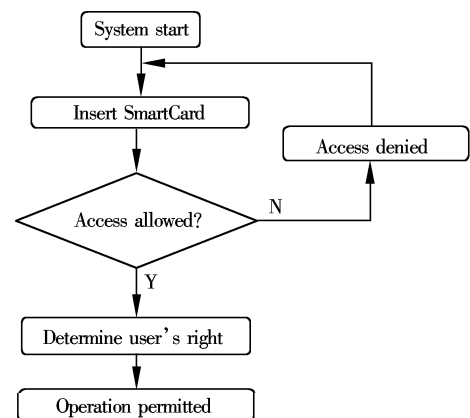 System start
Insert SmartCard
Access denied
Access allowed?
N
Y
Determine user's right
Operation permitted